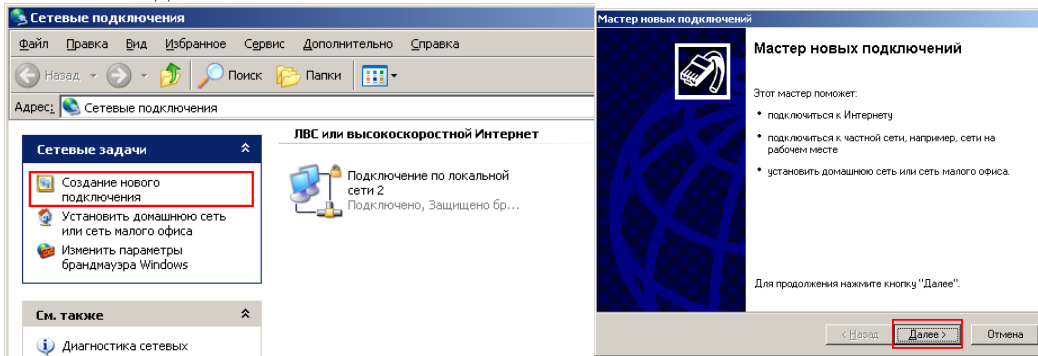 Сетевые подключения
Файл Правка Вид Избранное Сервис Дополнительно Справка
Назад Поиск Папки
Адрес: Сетевые подключения
Сетевые задачи
Создание нового
подключения
Установить домашнюю сеть
или сеть малого офиса
Изменить параметры
брандмауэра Windows
См. также
Диагностика сетевых
ЛВС или высокоскоростной Интернет
Подключение по локальной
сети 2
Подключено, Защищено бр...
Мастер новых подключений
Мастер новых подключений
Этот мастер поможет:
• подключиться к Интернету
• подключиться к частной сети, например, сети на
рабочем месте
• установить домашнюю сеть или сеть малого офиса.
Для продолжения нажмите кнопку "Далее".
< Назад Далее > Отмена